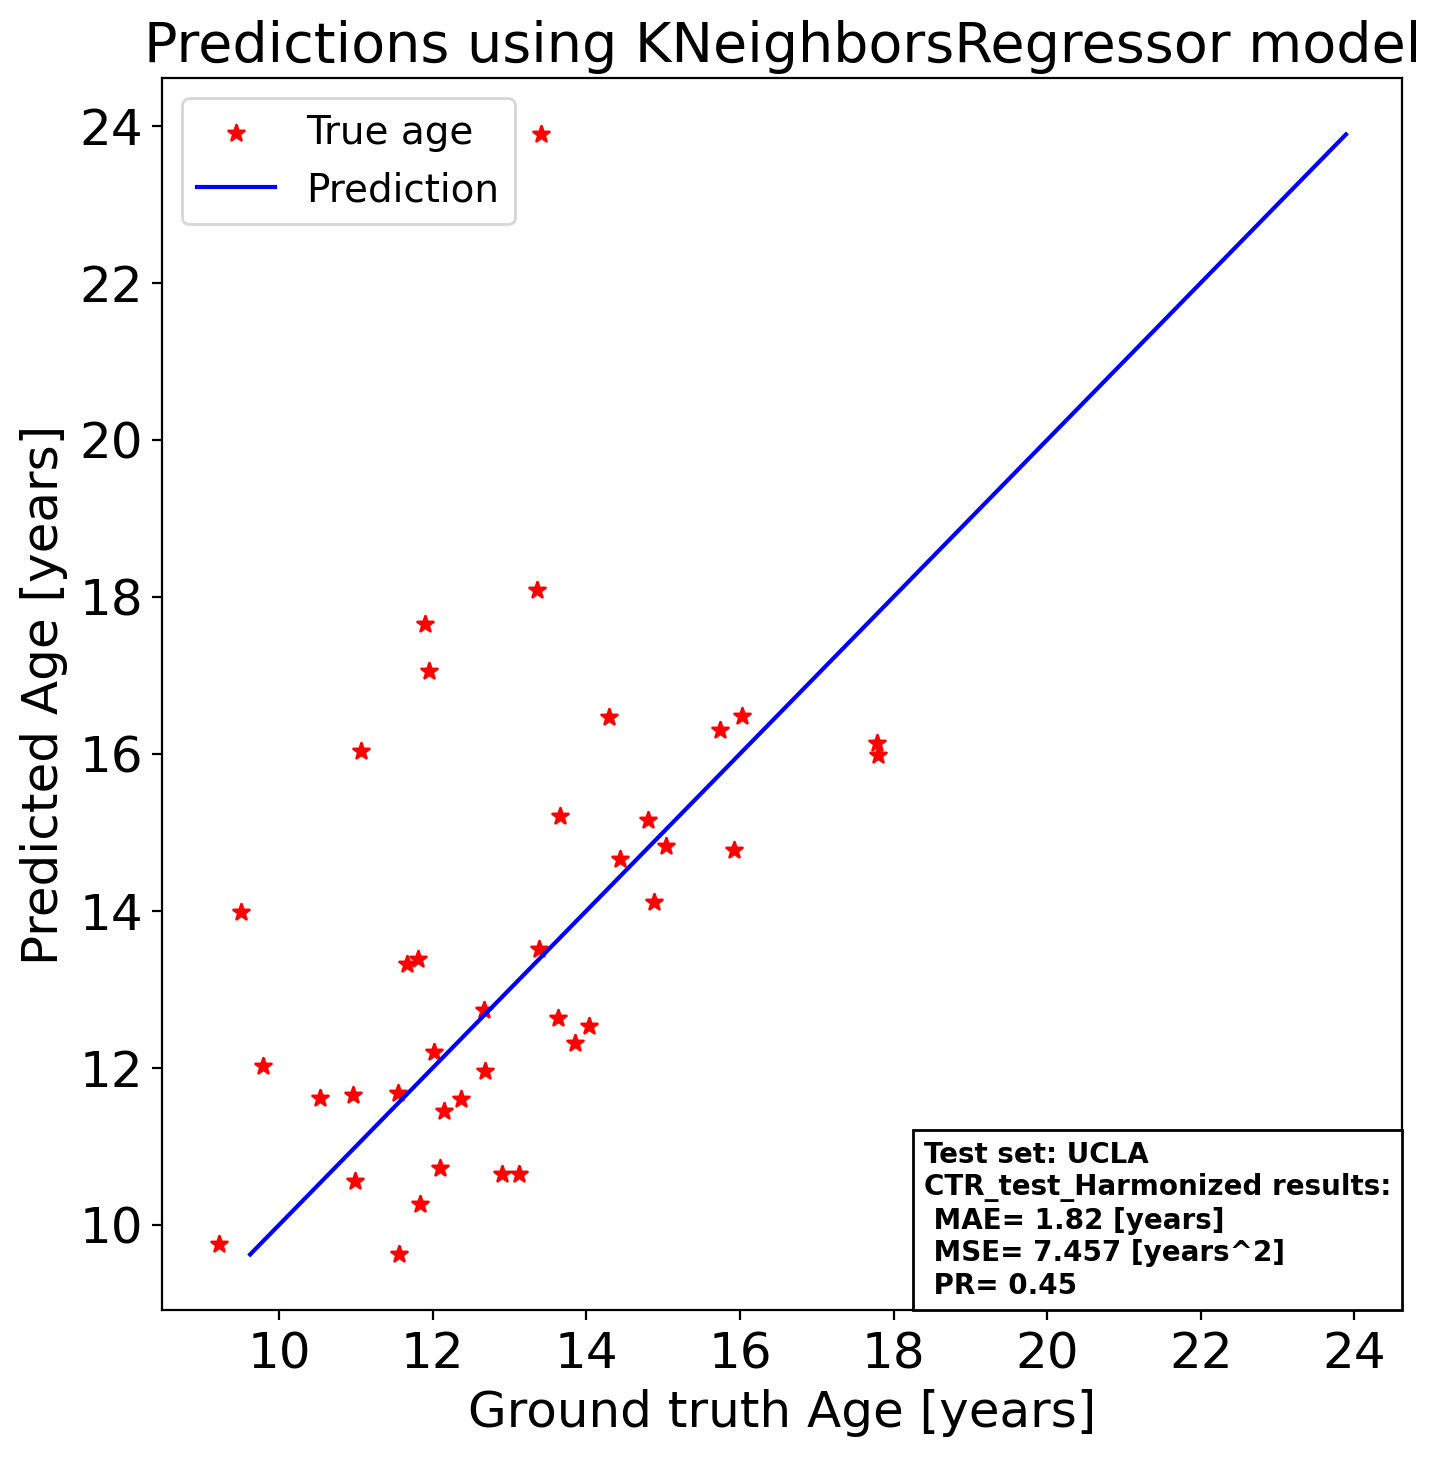 Predictions using KNeighborsRegressor model
True age
Prediction
24
22
20
18
16
14
12
10
Predicted Age [years]
Test set: UCLA
CTR_test_Harmonized results:
MAE= 1.82 [years]
MSE= 7.457 [years^2]
PR= 0.45
10 12 14 16 18 20 22 24
Ground truth Age [years]